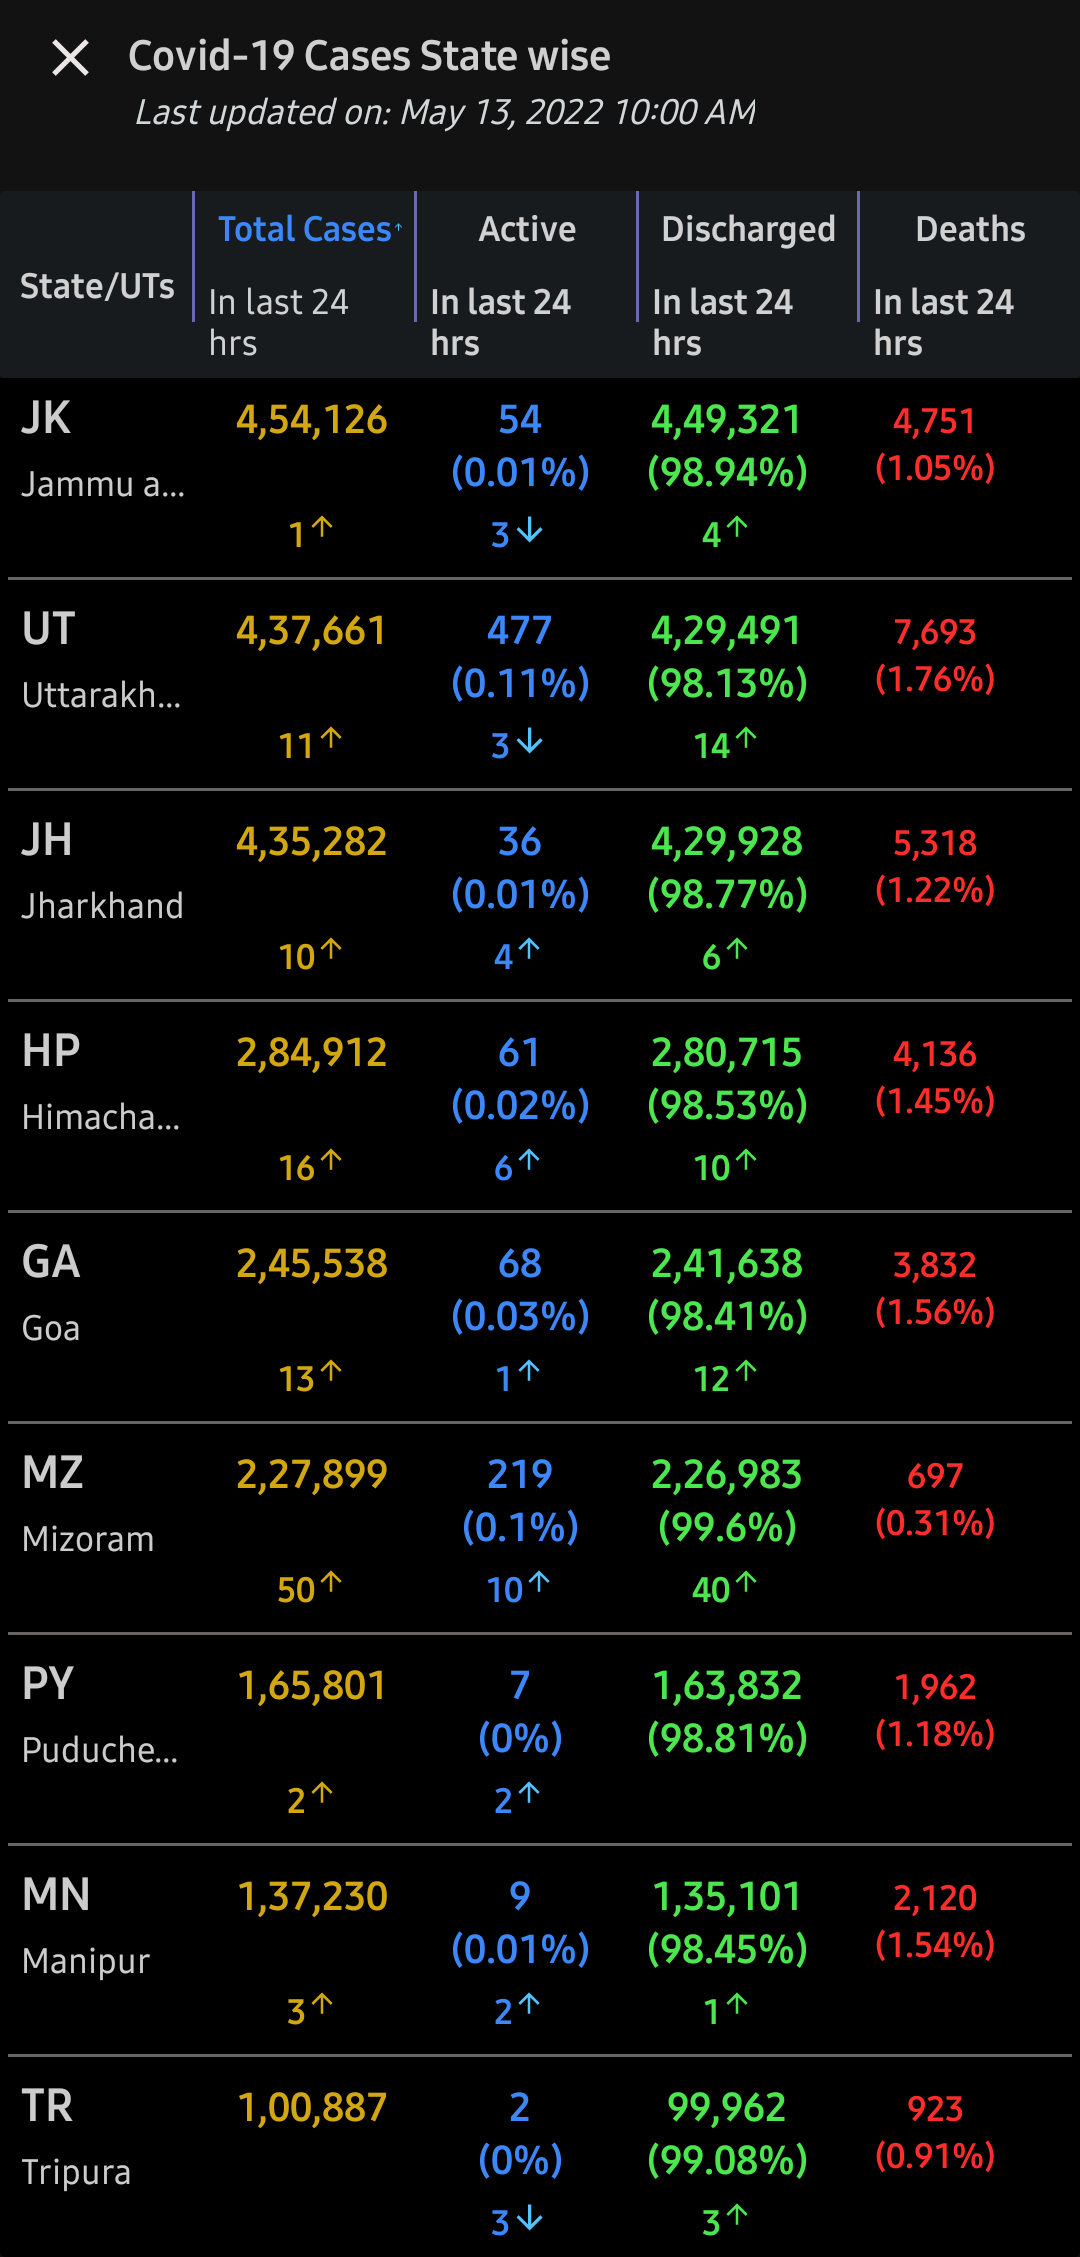 Covid-19 Cases State wise
Last updated on: May 13, 2022 10:00 AM
State/UTs Total Cases↑ Active Discharged Deaths
In last 24 hrs In last 24 hrs In last 24 hrs In last 24 hrs
JK 4,54,126 54 4,49,321 4,751
Jammu a... (0.01%) (98.94%) (1.05%)
1↑ 3↓ 4↑
UT 4,37,661 477 4,29,491 7,693
Uttarakh... (0.11%) (98.13%) (1.76%)
11↑ 3↓ 14↑
JH 4,35,282 36 4,29,928 5,318
Jharkhand (0.01%) (98.77%) (1.22%)
10↑ 4↑ 6↑
HP 2,84,912 61 2,80,715 4,136
Himacha... (0.02%) (98.53%) (1.45%)
16↑ 6↑ 10↑
GA 2,45,538 68 2,41,638 3,832
Goa (0.03%) (98.41%) (1.56%)
13↑ 1↑ 12↑
MZ 2,27,899 219 2,26,983 697
Mizoram (0.1%) (99.6%) (0.31%)
50↑ 10↑ 40↑
PY 1,65,801 7 1,63,832 1,962
Puduche... (0%) (98.81%) (1.18%)
2↑ 2↑
MN 1,37,230 9 1,35,101 2,120
Manipur (0.01%) (98.45%) (1.54%)
3↑ 2↑ 1↑
TR 1,00,887 2 99,962 923
Tripura (0%) (99.08%) (0.91%)
3↓ 3↑